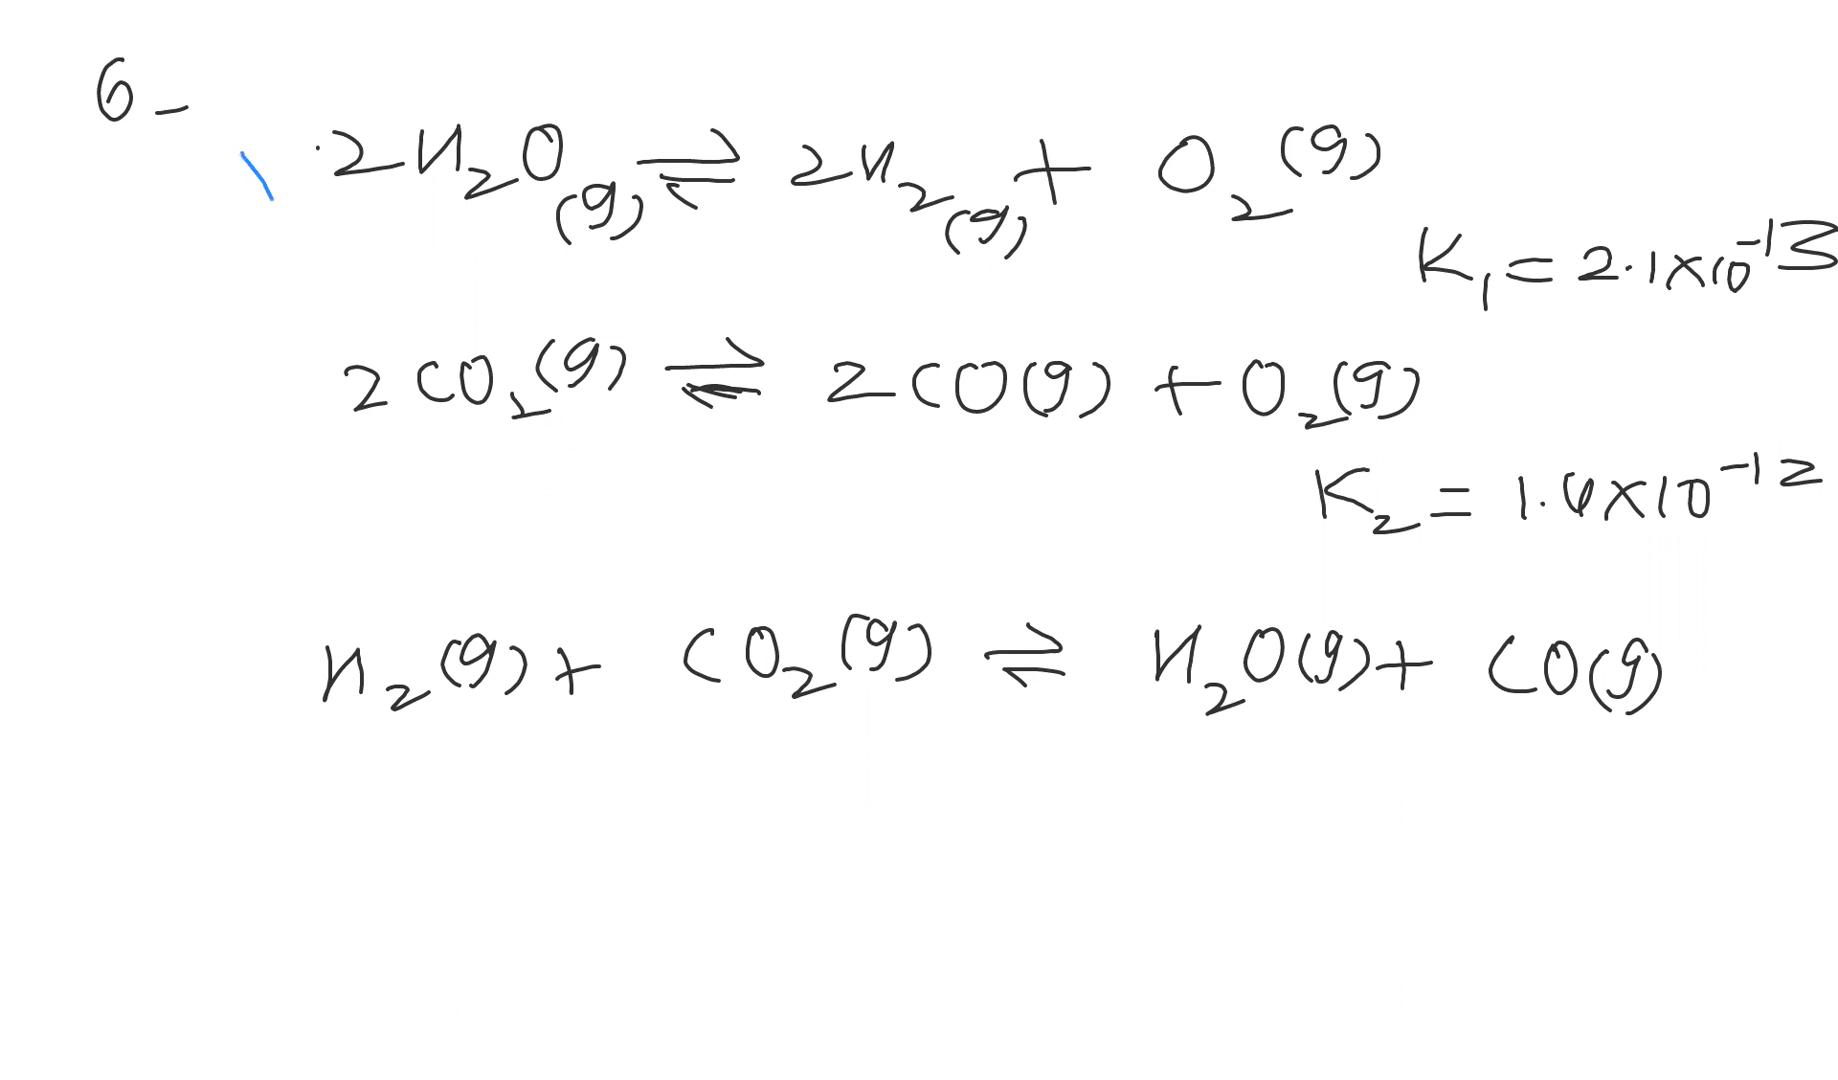 6-
2H₂O(g) ⇌ 2H₂(g) + O₂(g)
K₁ = 2.1×10⁻¹³
2CO₂(g) ⇌ 2CO(g) + O₂(g)
K₂ = 1.4×10⁻¹²
H₂(g) + CO₂(g) ⇌ H₂O(g) + CO(g)